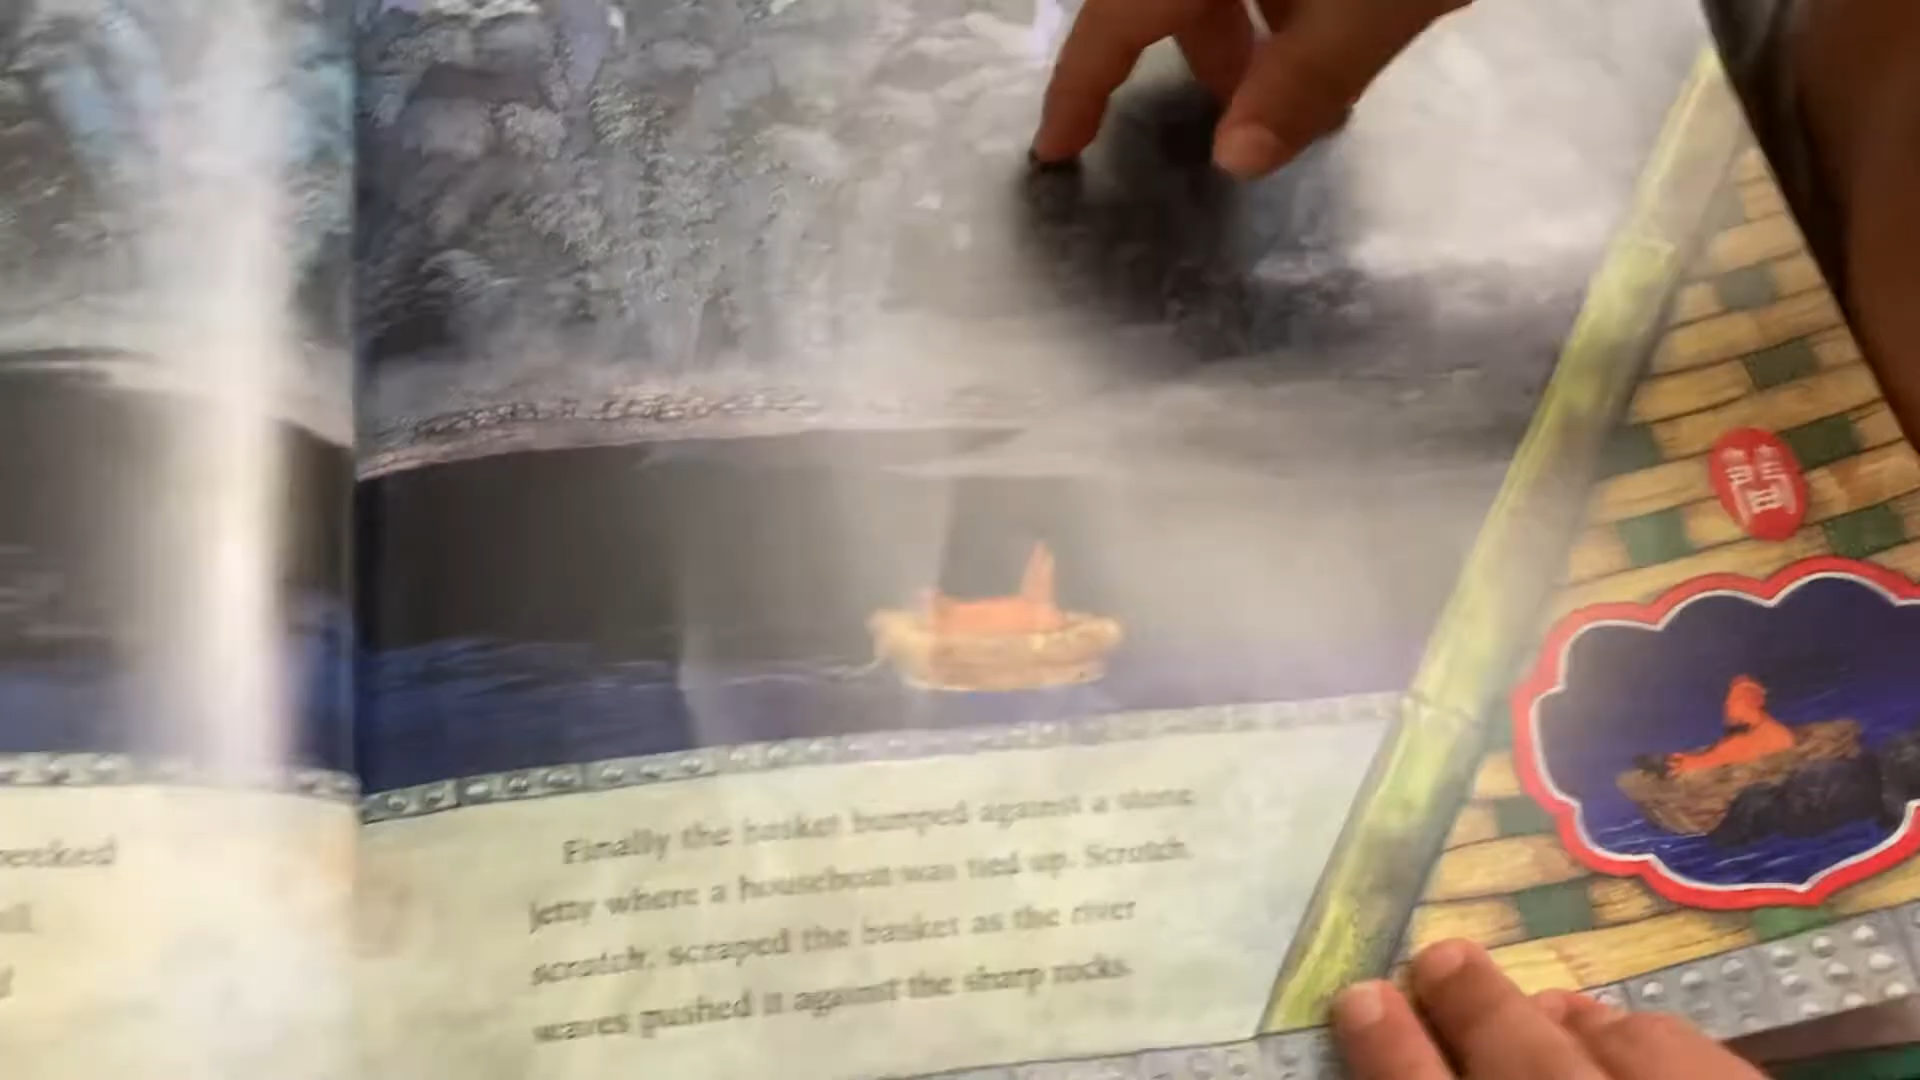 Finally the basket bumped against a stone
jetty where a houseboat was tied up. Scratch,
scratch, scraped the basket as the river
waves pushed it against the sharp rocks.